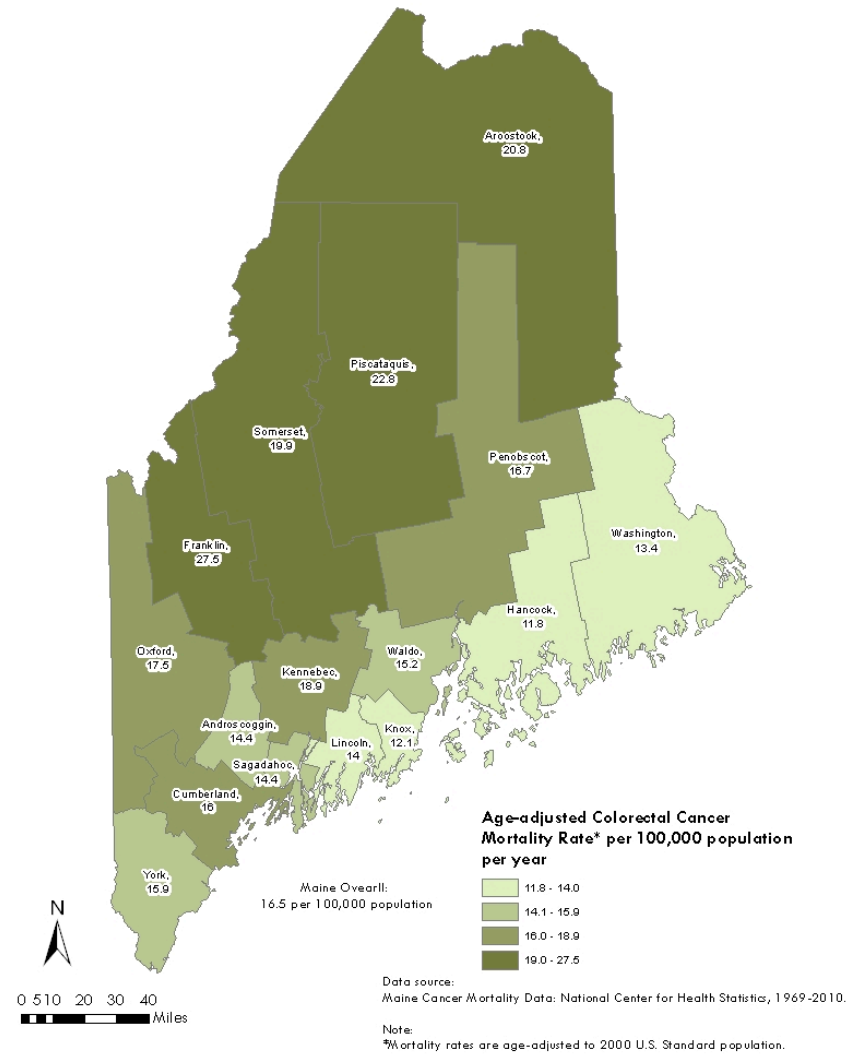 Aroostook,
20.8
Piscataquis,
22.8
Somerset,
19.9
Penobscot,
16.7
Washington,
13.4
Franklin,
27.5
Hancock,
11.8
Oxford,
17.5
Waldo,
15.2
Kennebec,
18.9
Androscoggin,
14.4
Knox,
12.1
Lincoln,
14
Sagadahoc,
14.4
Cumberland,
16
York,
15.9
Age-adjusted Colorectal Cancer
Mortality Rate* per 100,000 population
per year
11.8 - 14.0
14.1 - 15.9
16.0 - 18.9
19.0 - 27.5
Maine Ovearll:
16.5 per 100,000 population
N
0 5 10 20 30 40
Miles
Data source:
Maine Cancer Mortality Data: National Center for Health Statistics, 1969-2010.
Note:
*Mortality rates are age-adjusted to 2000 U.S. Standard population.